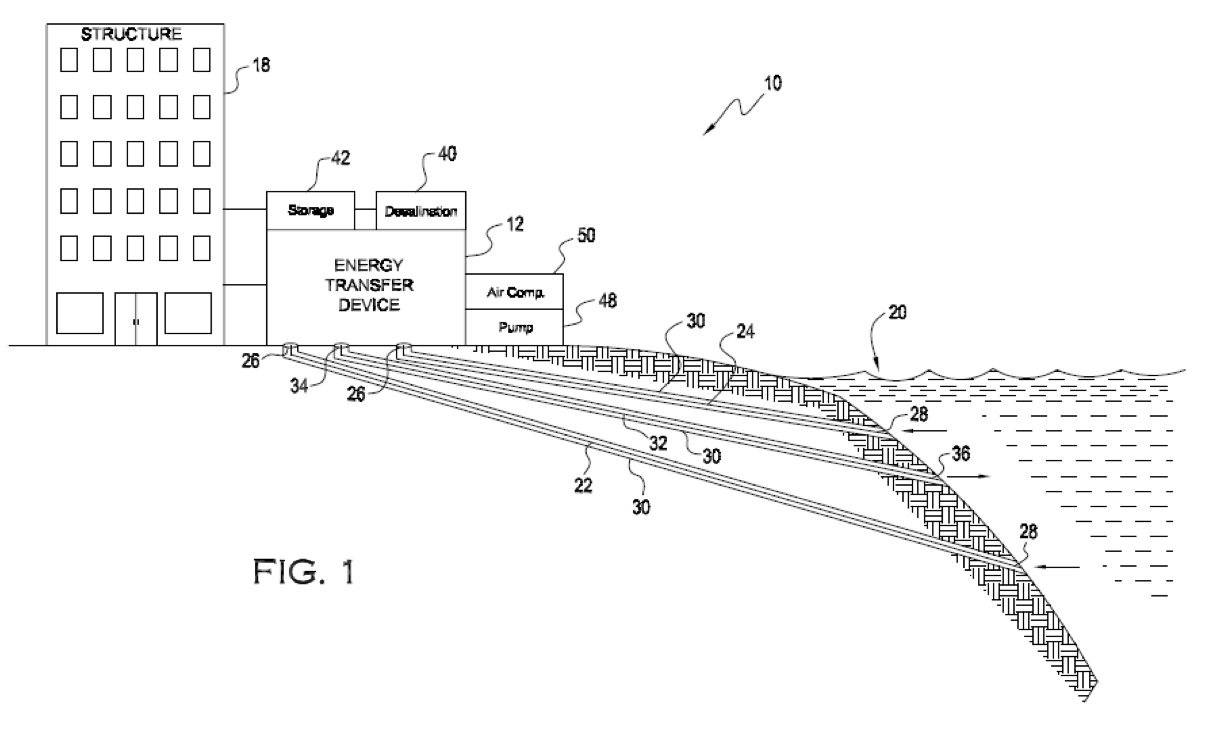 STRUCTURE
18
10
42
40
Storage
Desalination
12
50
ENERGY
TRANSFER
DEVICE
Air Comp.
48
Pump
30
24
20
26
34
26
28
32
30
36
22
30
28
FIG. 1